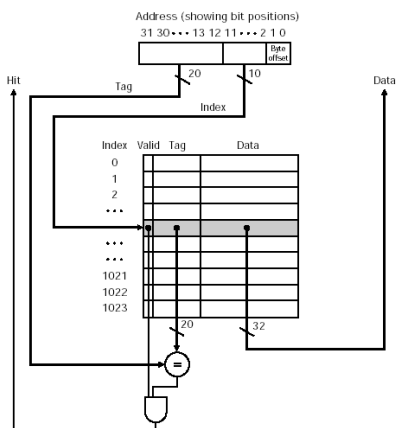 Address (showing bit positions)
31 30 ••• 13 12 11 ••• 2 1 0
Byte
offset
Hit
20
10
Data
Tag
Index
Index Valid Tag Data
0
1
2
•••
•••
•••
1021
1022
1023
20
32
=